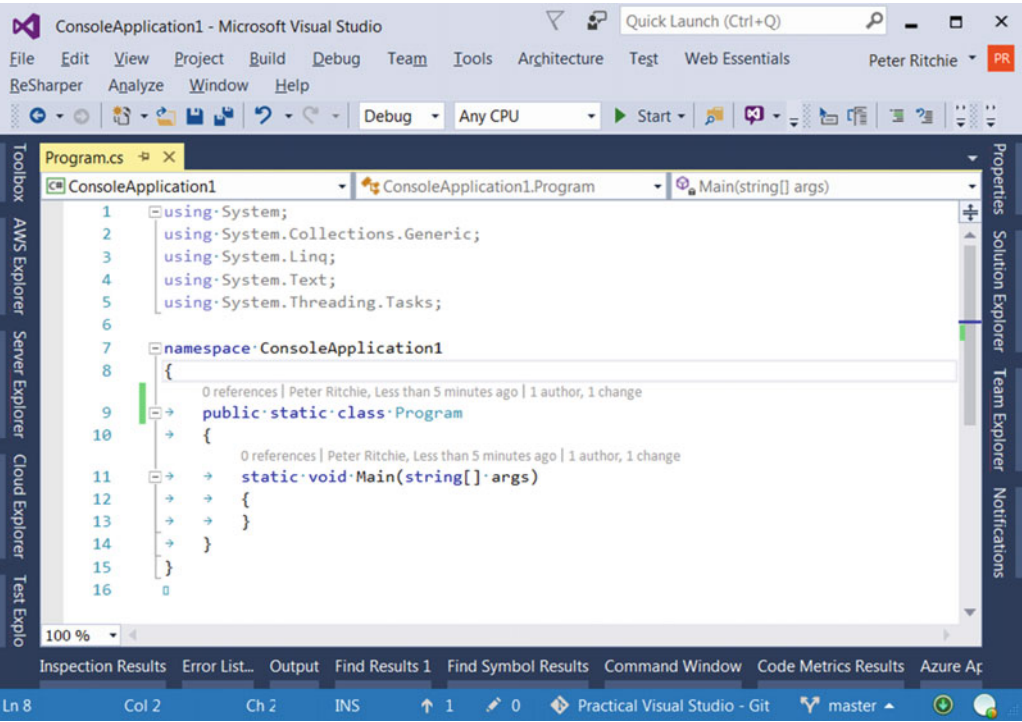 ConsoleApplication1 - Microsoft Visual Studio
Quick Launch (Ctrl+Q)
File Edit View Project Build Debug Team Tools Architecture Test Web Essentials Peter Ritchie PR
ReSharper Analyze Window Help
Debug Any CPU Start
Toolbox
AWS Explorer
Server Explorer
Cloud Explorer
Test Explo
Program.cs
C# ConsoleApplication1 ConsoleApplication1.Program Main(string[] args)
1 using·System;
2 using·System.Collections.Generic;
3 using·System.Linq;
4 using·System.Text;
5 using·System.Threading.Tasks;
6
7 namespace·ConsoleApplication1
8 {
0 references | Peter Ritchie, Less than 5 minutes ago | 1 author, 1 change
9 public·static·class·Program
10 {
0 references | Peter Ritchie, Less than 5 minutes ago | 1 author, 1 change
11 static·void·Main(string[]·args)
12 {
13 }
14 }
15 }
16
100 %
Properties
Solution Explorer
Team Explorer
Notifications
Inspection Results Error List... Output Find Results 1 Find Symbol Results Command Window Code Metrics Results Azure Ap
Ln 8 Col 2 Ch 2 INS 1 0 Practical Visual Studio - Git master